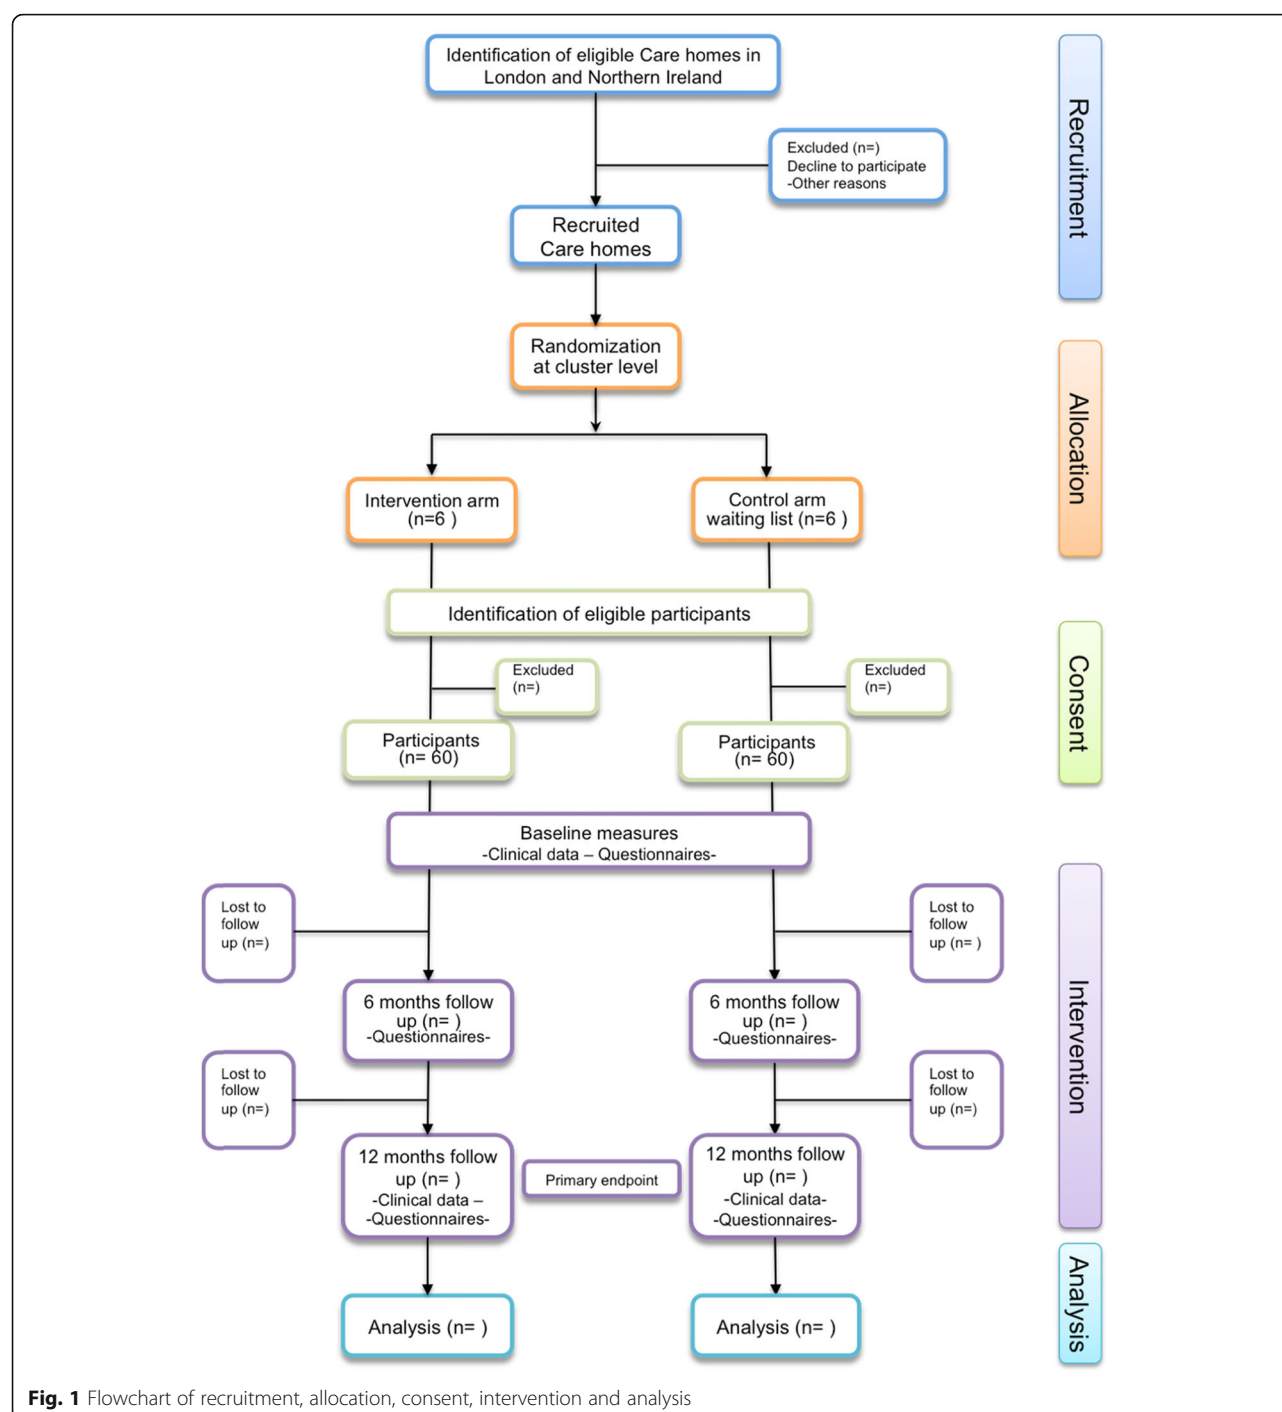 Identification of eligible Care homes in
London and Northern Ireland
Excluded (n=)
Decline to participate
-Other reasons
Recruited
Care homes
Recruitment
Randomization
at cluster level
Allocation
Intervention arm
(n=6 )
Control arm
waiting list (n=6 )
Identification of eligible participants
Excluded
(n=)
Excluded
(n=)
Participants
(n= 60)
Participants
(n= 60)
Consent
Baseline measures
-Clinical data – Questionnaires-
Lost to
follow
up (n=)
Lost to
follow
up (n= )
6 months follow
up (n= )
-Questionnaires-
6 months follow
up (n= )
-Questionnaires-
Intervention
Lost to
follow
up (n=)
Lost to
follow
up (n=)
12 months follow
up (n= )
-Clinical data –
-Questionnaires-
Primary endpoint
12 months follow
up (n= )
-Clinical data-
-Questionnaires-
Analysis (n= )
Analysis (n= )
Analysis
Fig. 1 Flowchart of recruitment, allocation, consent, intervention and analysis